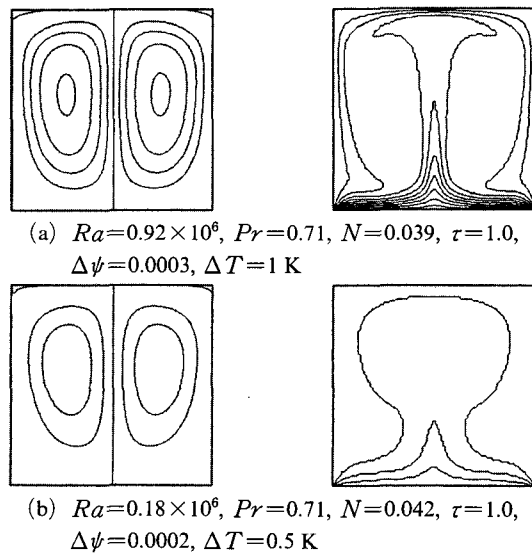 (a) Ra=0.92×10⁶, Pr=0.71, N=0.039, τ=1.0,
Δψ=0.0003, ΔT=1 K
(b) Ra=0.18×10⁶, Pr=0.71, N=0.042, τ=1.0,
Δψ=0.0002, ΔT=0.5 K